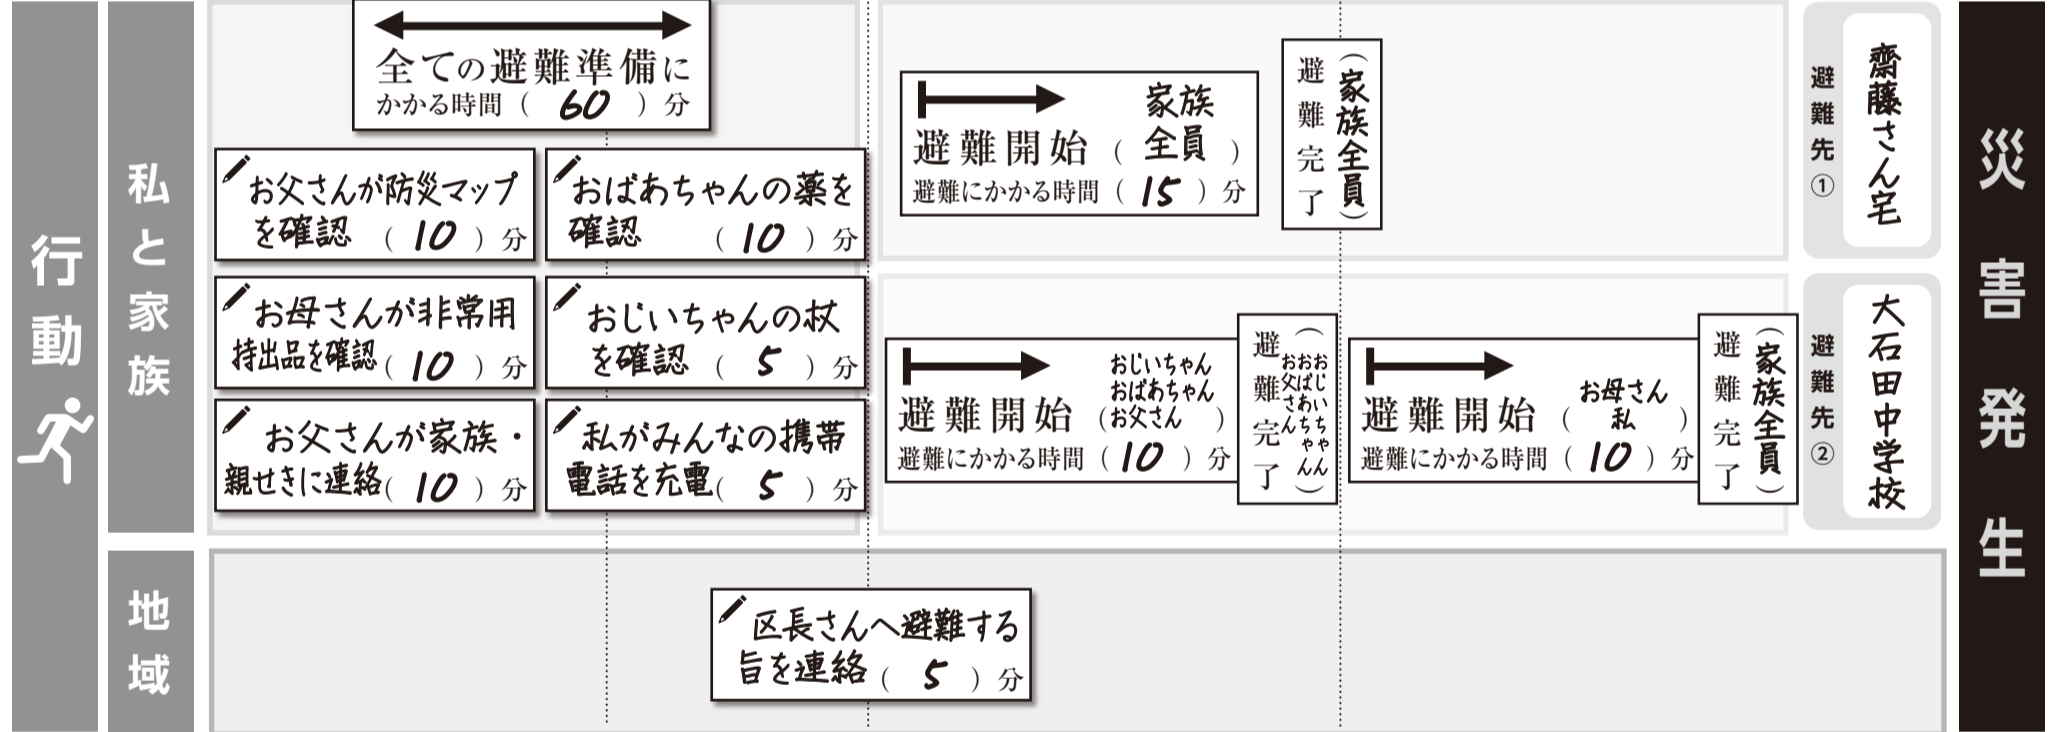 行動
私と家族
全ての避難準備に
かかる時間（ 60 ）分
お父さんが防災マップ
を確認 （ 10 ）分
おばあちゃんの薬を
確認 （ 10 ）分
お母さんが非常用
持出品を確認（ 10 ）分
おじいちゃんの杖
を確認 （ 5 ）分
お父さんが家族・
親せきに連絡（ 10 ）分
私がみんなの携帯
電話を充電（ 5 ）分
家族
避難開始（ 全員 ）
避難にかかる時間（ 15 ）分
避難完了
（家族全員）
避難先①
齋藤さん宅
おじいちゃん
おばあちゃん
避難開始（お父さん ）
避難にかかる時間（ 10 ）分
避難完了
（おじいちゃん
おばあちゃん
お父さん）
お母さん
避難開始（ 私 ）
避難にかかる時間（ 10 ）分
避難完了
（家族全員）
避難先②
大石田中学校
地域
区長さんへ避難する
旨を連絡（ 5 ）分
災害発生